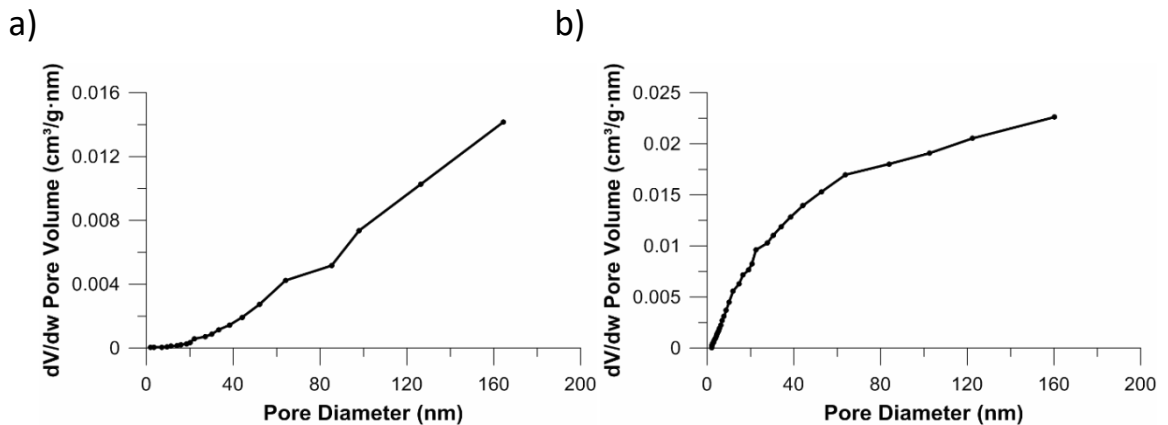 a)
dV/dw Pore Volume (cm³/g·nm)
0.016
0.012
0.008
0.004
0
0 40 80 120 160 200
Pore Diameter (nm)
b)
dV/dw Pore Volume (cm³/g·nm)
0.025
0.02
0.015
0.01
0.005
0
0 40 80 120 160 200
Pore Diameter (nm)